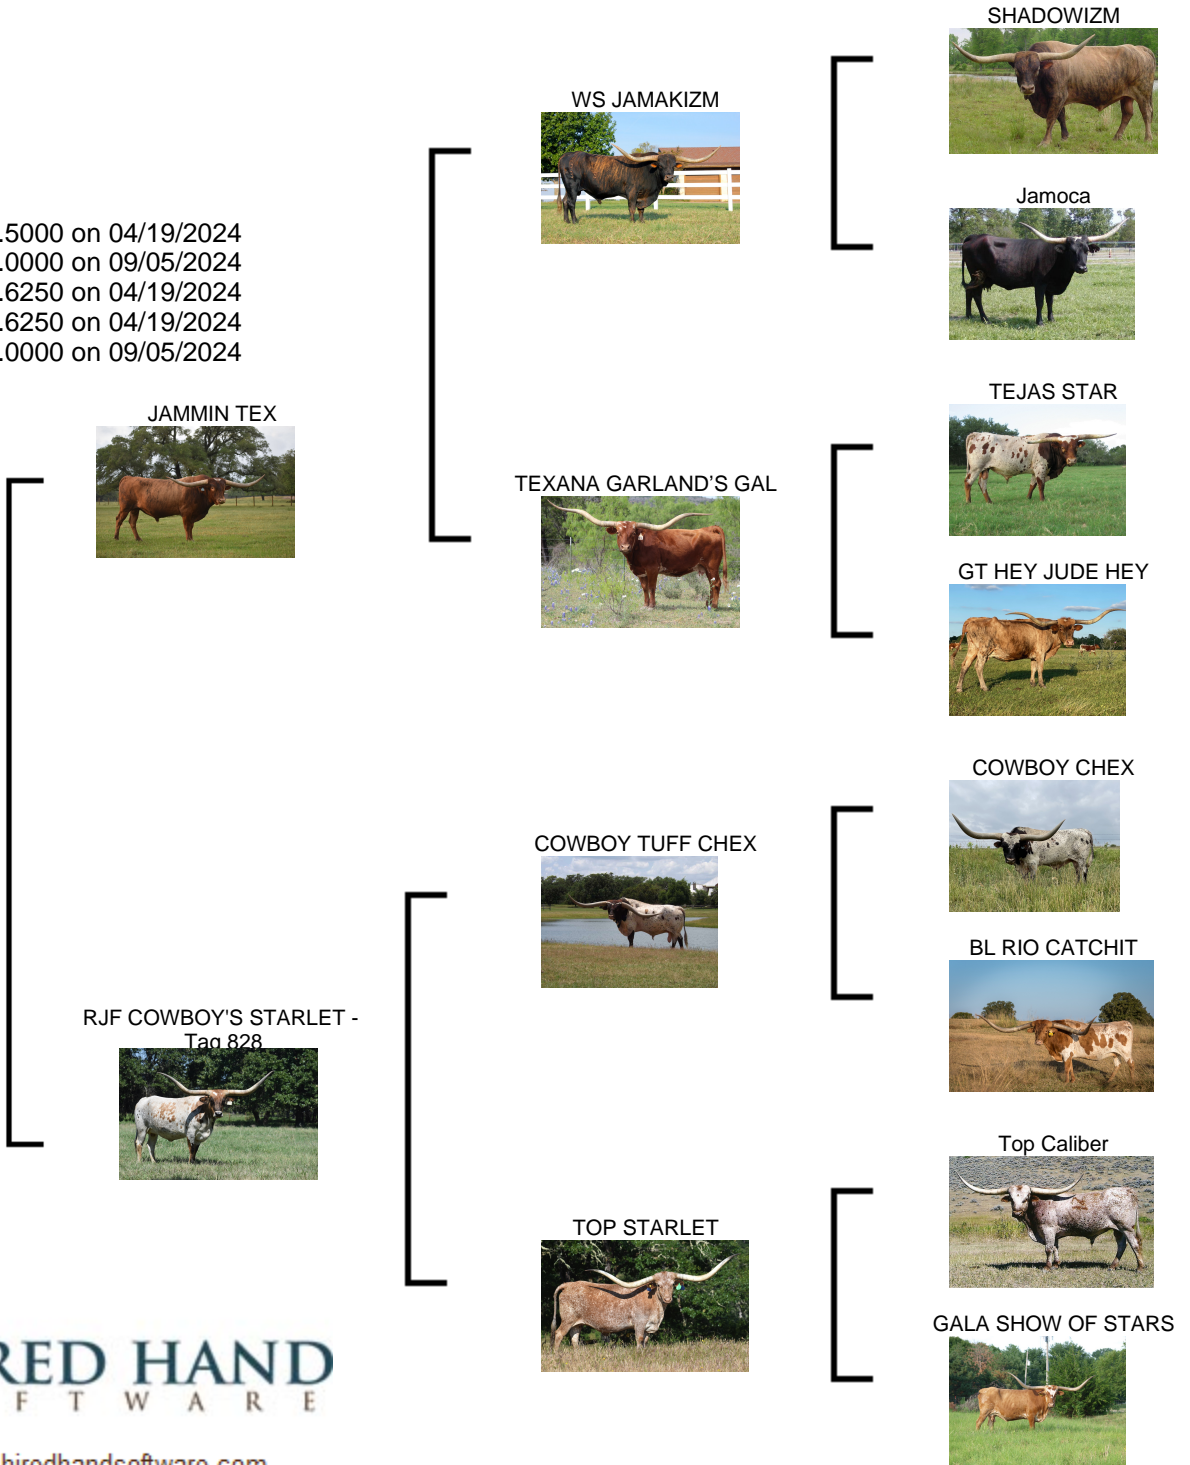 SHADOWIZM
WS JAMAKIZM
Jamoca
.5000 on 04/19/2024
.0000 on 09/05/2024
.6250 on 04/19/2024
.6250 on 04/19/2024
.0000 on 09/05/2024
TEJAS STAR
JAMMIN TEX
TEXANA GARLAND'S GAL
GT HEY JUDE HEY
COWBOY CHEX
COWBOY TUFF CHEX
BL RIO CATCHIT
RJF COWBOY'S STARLET -
Tag 828
Top Caliber
TOP STARLET
GALA SHOW OF STARS
RED HAND
F T W A R E
hiredhandsoftware.com